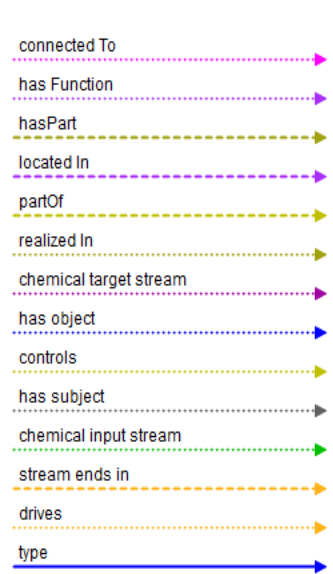 connected To
has Function
hasPart
located In
partOf
realized In
chemical target stream
has object
controls
has subject
chemical input stream
stream ends in
drives
type